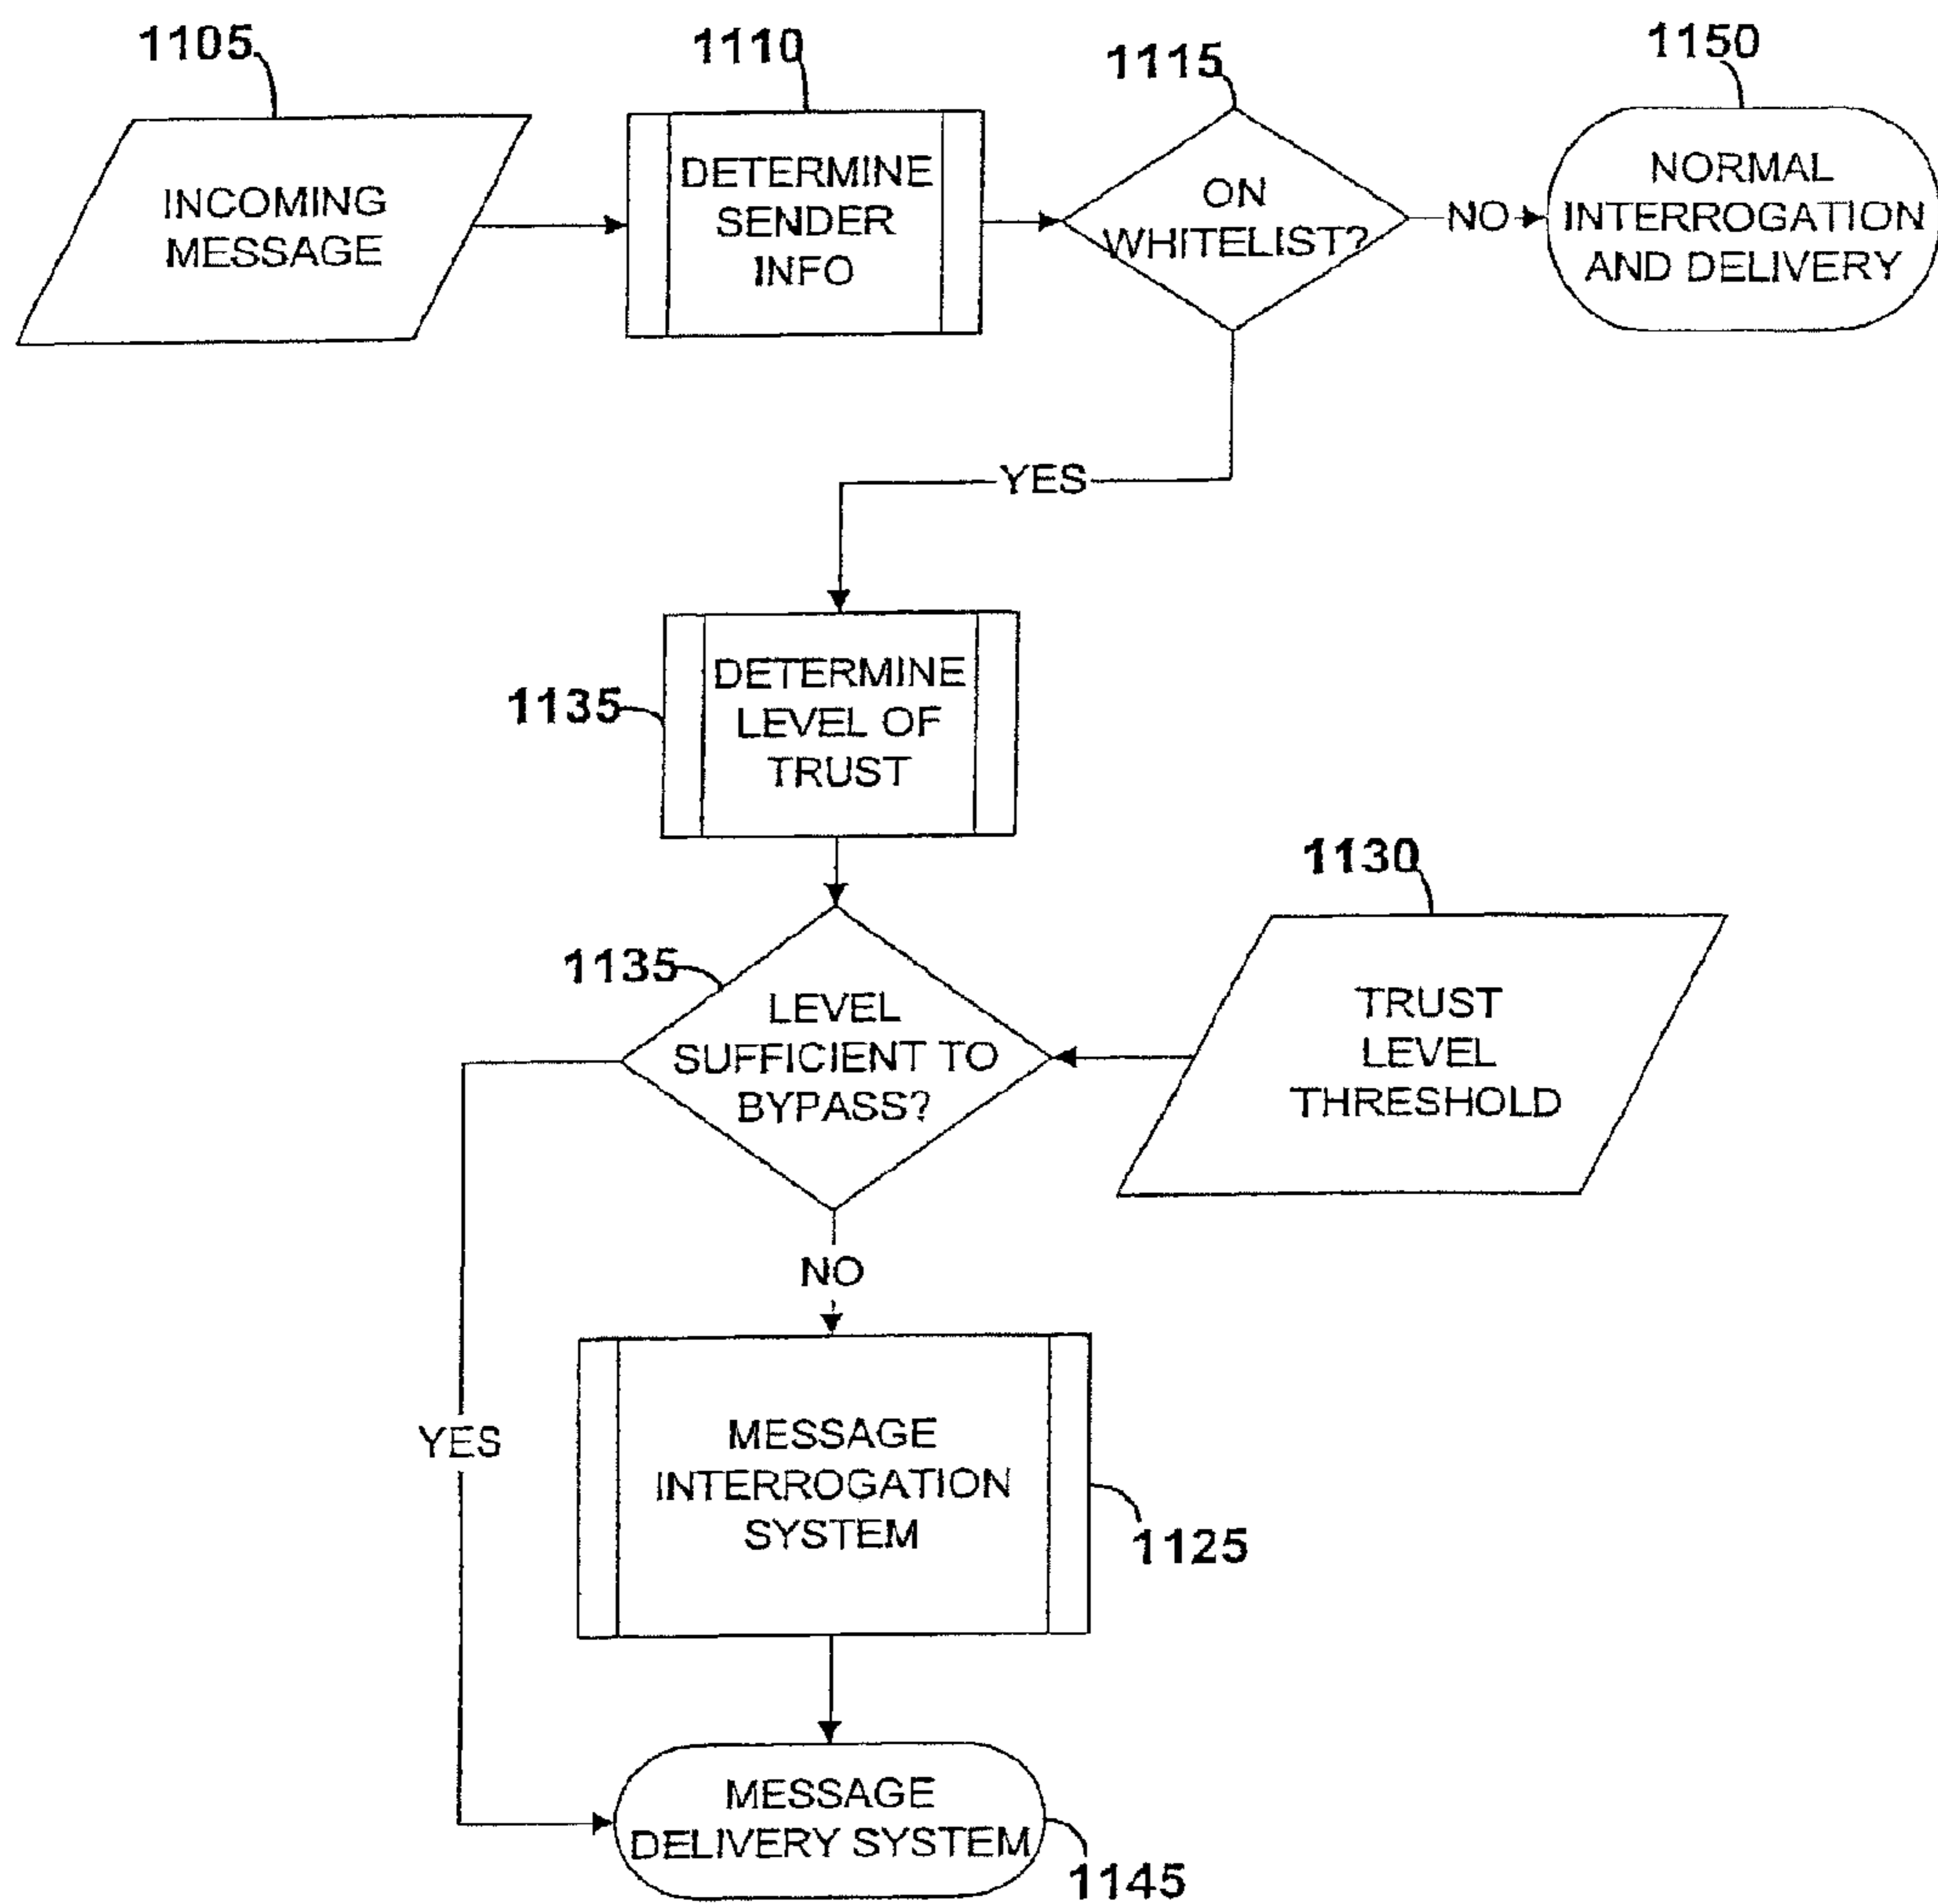 1105
1110
1115
1150
INCOMING
MESSAGE
DETERMINE
SENDER
INFO
ON
WHITELIST?
NO
NORMAL
INTERROGATION
AND DELIVERY
YES
1135
DETERMINE
LEVEL OF
TRUST
1130
1135
LEVEL
SUFFICIENT TO
BYPASS?
TRUST
LEVEL
THRESHOLD
NO
YES
MESSAGE
INTERROGATION
SYSTEM
1125
MESSAGE
DELIVERY SYSTEM
1145